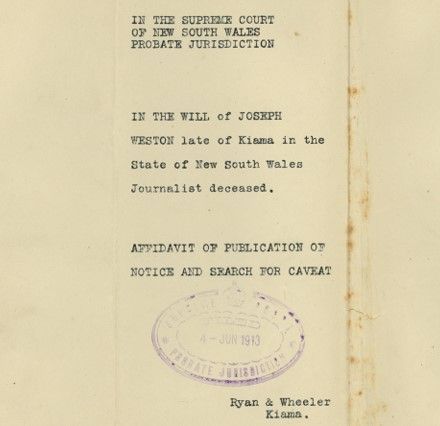 IN THE SUPREME COURT
OF NEW SOUTH WALES
PROBATE JURISDICTION
IN THE WILL of JOSEPH
WESTON late of Kiama in the
State of New South Wales
Journalist deceased.
AFFIDAVIT OF PUBLICATION OF
NOTICE AND SEARCH FOR CAVEAT
4 - JUN 1913
PROBATE JURISDICTION
Ryan & Wheeler
Kiama.